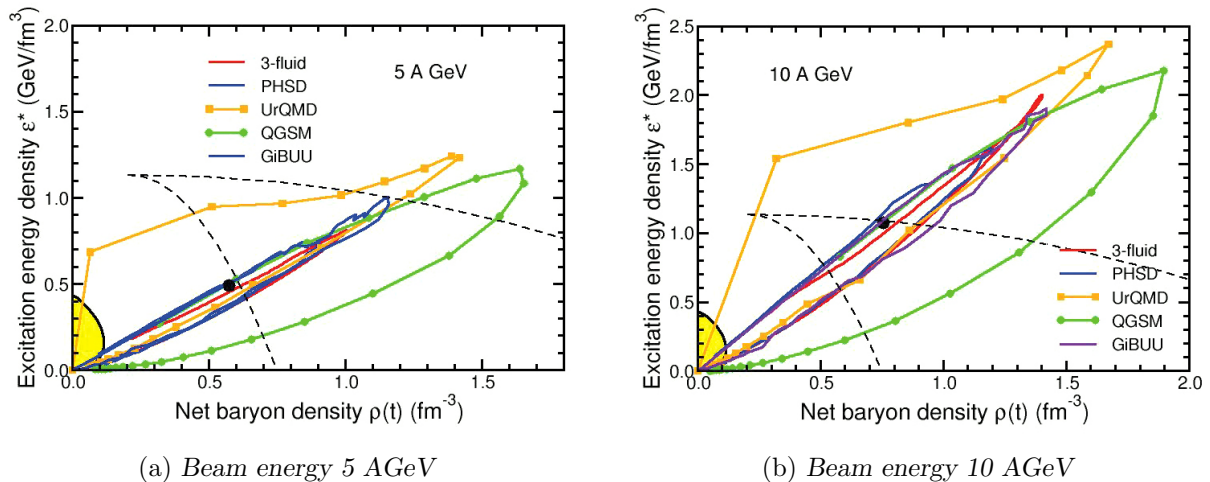 2.0
1.5
1.0
0.5
0.0
0.0
0.5
1.0
1.5
Excitation energy density ε* (GeV/fm³)
Net baryon density ρ(t) (fm⁻³)
5 A GeV
3-fluid
PHSD
UrQMD
QGSM
GiBUU
(a) Beam energy 5 AGeV
2.5
2.0
1.5
1.0
0.5
0.0
0.0
0.5
1.0
1.5
2.0
Excitation energy density ε* (GeV/fm³)
Net baryon density ρ(t) (fm⁻³)
10 A GeV
3-fluid
PHSD
UrQMD
QGSM
GiBUU
(b) Beam energy 10 AGeV